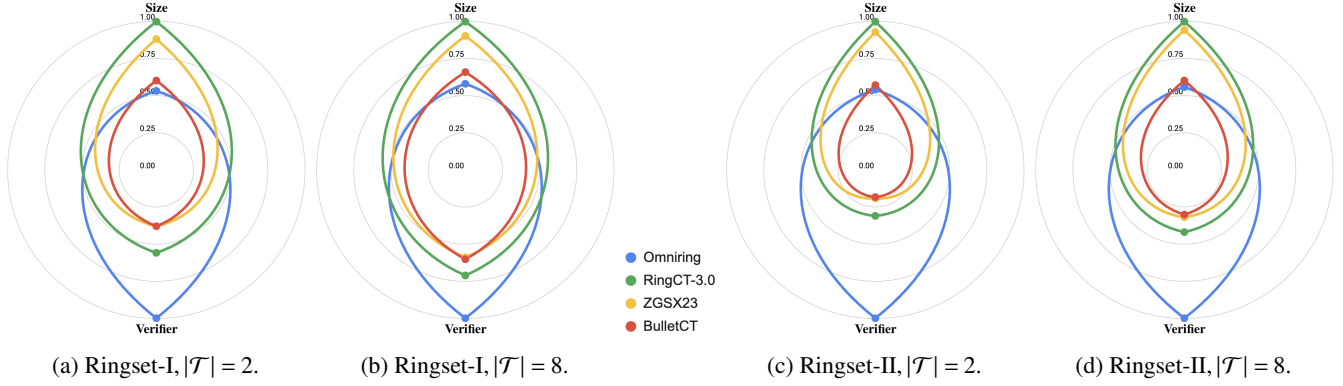 Size
1.00
0.75
0.50
0.25
0.00
Verifier
(a) Ringset-I, |𝒯| = 2.
Size
1.00
0.75
0.50
0.25
0.00
Verifier
(b) Ringset-I, |𝒯| = 8.
Omniring
RingCT-3.0
ZGSX23
BulletCT
Size
1.00
0.75
0.50
0.25
0.00
Verifier
(c) Ringset-II, |𝒯| = 2.
Size
1.00
0.75
0.50
0.25
0.00
Verifier
(d) Ringset-II, |𝒯| = 8.